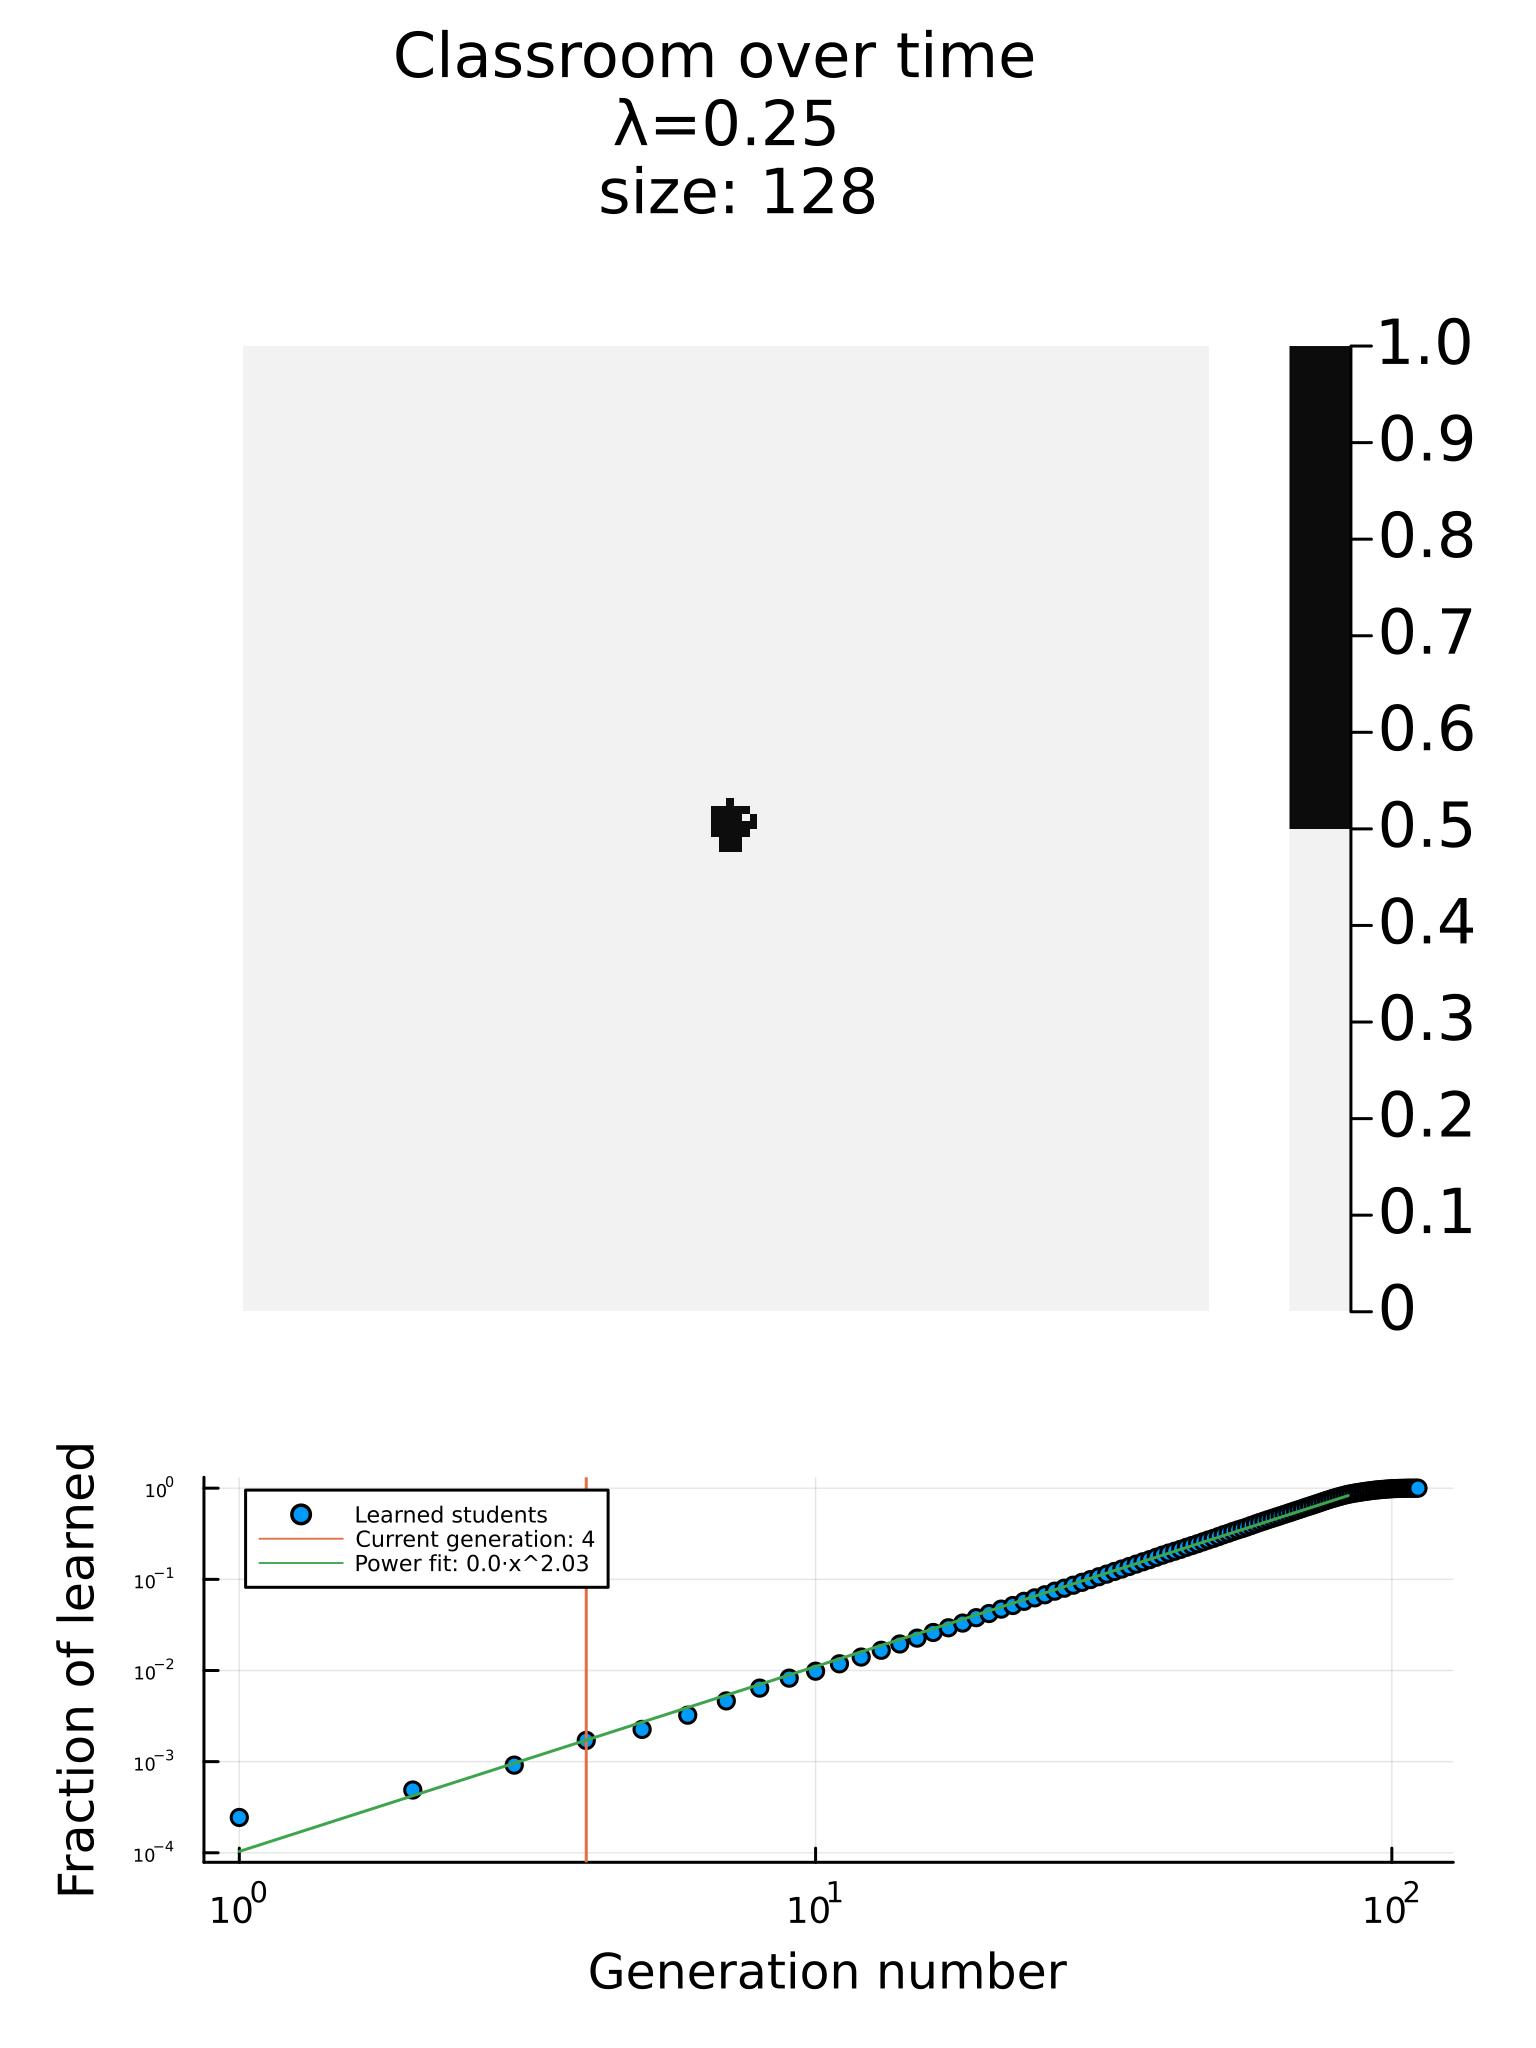 Classroom over time
λ=0.25
size: 128
1.0
0.9
0.8
0.7
0.6
0.5
0.4
0.3
0.2
0.1
0
Fraction of learned
10^0
10^-1
10^-2
10^-3
10^-4
Learned students
Current generation: 4
Power fit: 0.0·x^2.03
10^0 10^1 10^2
Generation number